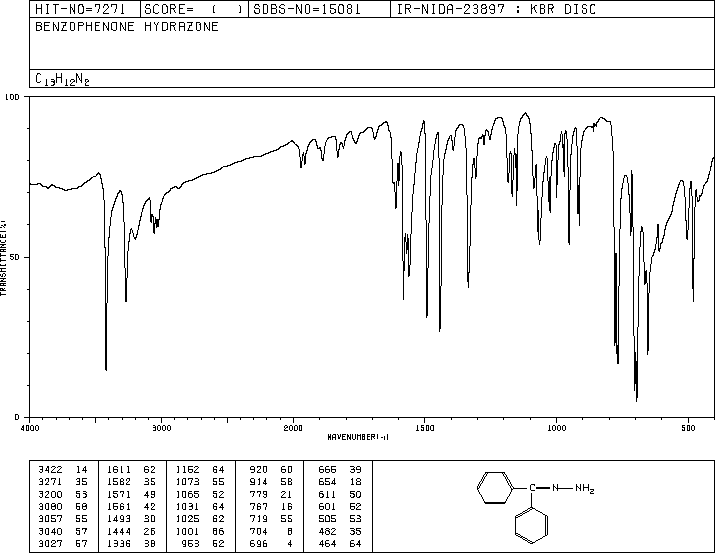 HIT-NO=7271 SCORE= ( ) SDBS-NO=15081 IR-NIDA-23897 : KBR DISC
BENZOPHENONE HYDRAZONE
C13H12N2
100
50
0
TRANSMITTANCE(%)
4000 3000 2000 1500 1000 500
WAVENUMBER(-1)
3422 14 1611 62 1152 64 920 60 666 39
3271 35 1582 35 1073 55 914 58 654 18
3200 53 1571 49 1065 52 779 21 611 50
3080 58 1561 42 1031 64 767 16 601 52
3057 55 1493 30 1025 62 719 55 505 53
3040 57 1444 26 1001 86 704 8 482 35
3027 57 1336 38 953 52 696 4 464 64
C N NH2